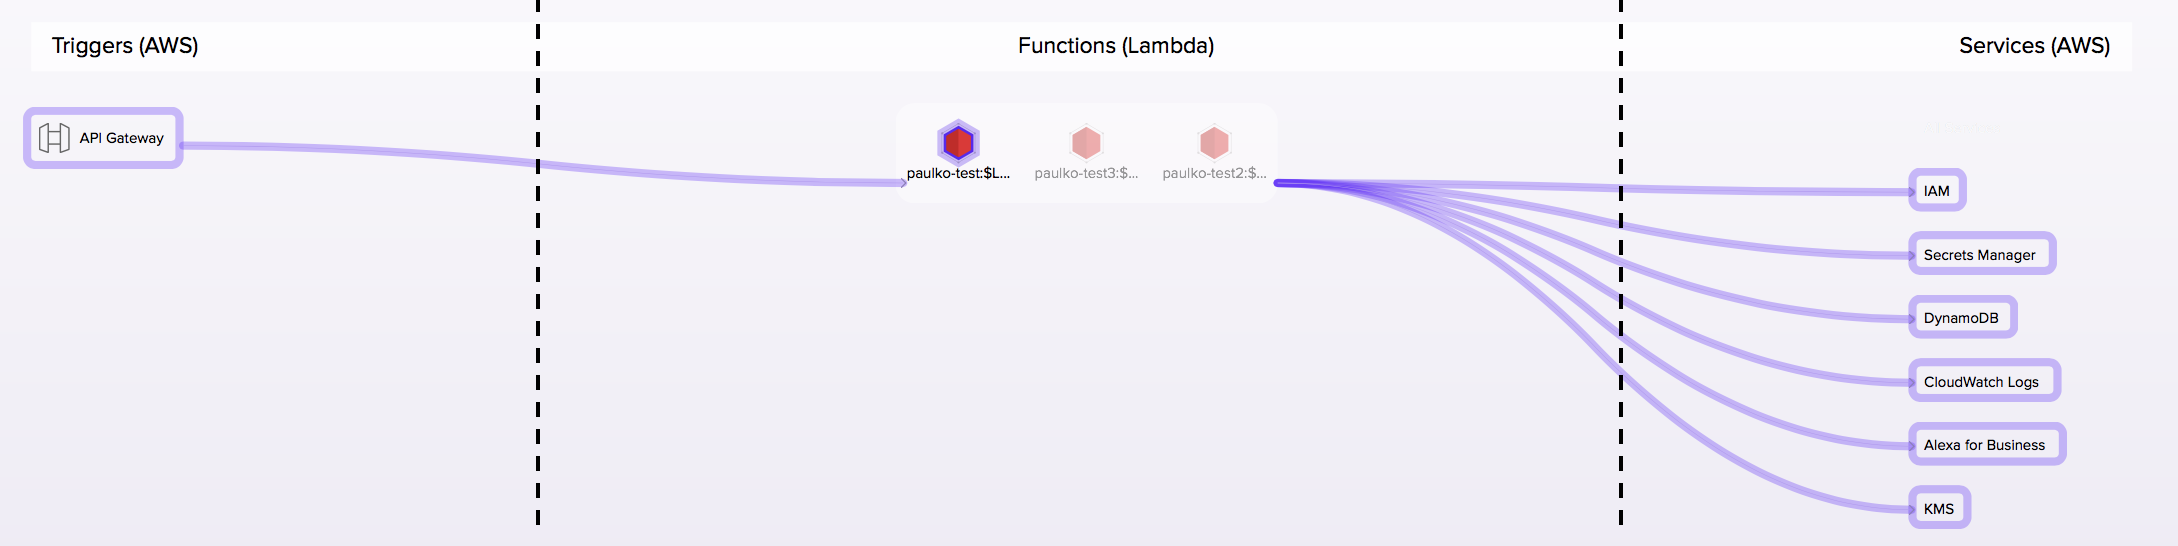 Triggers (AWS)
Functions (Lambda)
Services (AWS)
API Gateway
paulko-test:$L...
paulko-test3:$...
paulko-test2:$...
IAM
Secrets Manager
DynamoDB
CloudWatch Logs
Alexa for Business
KMS